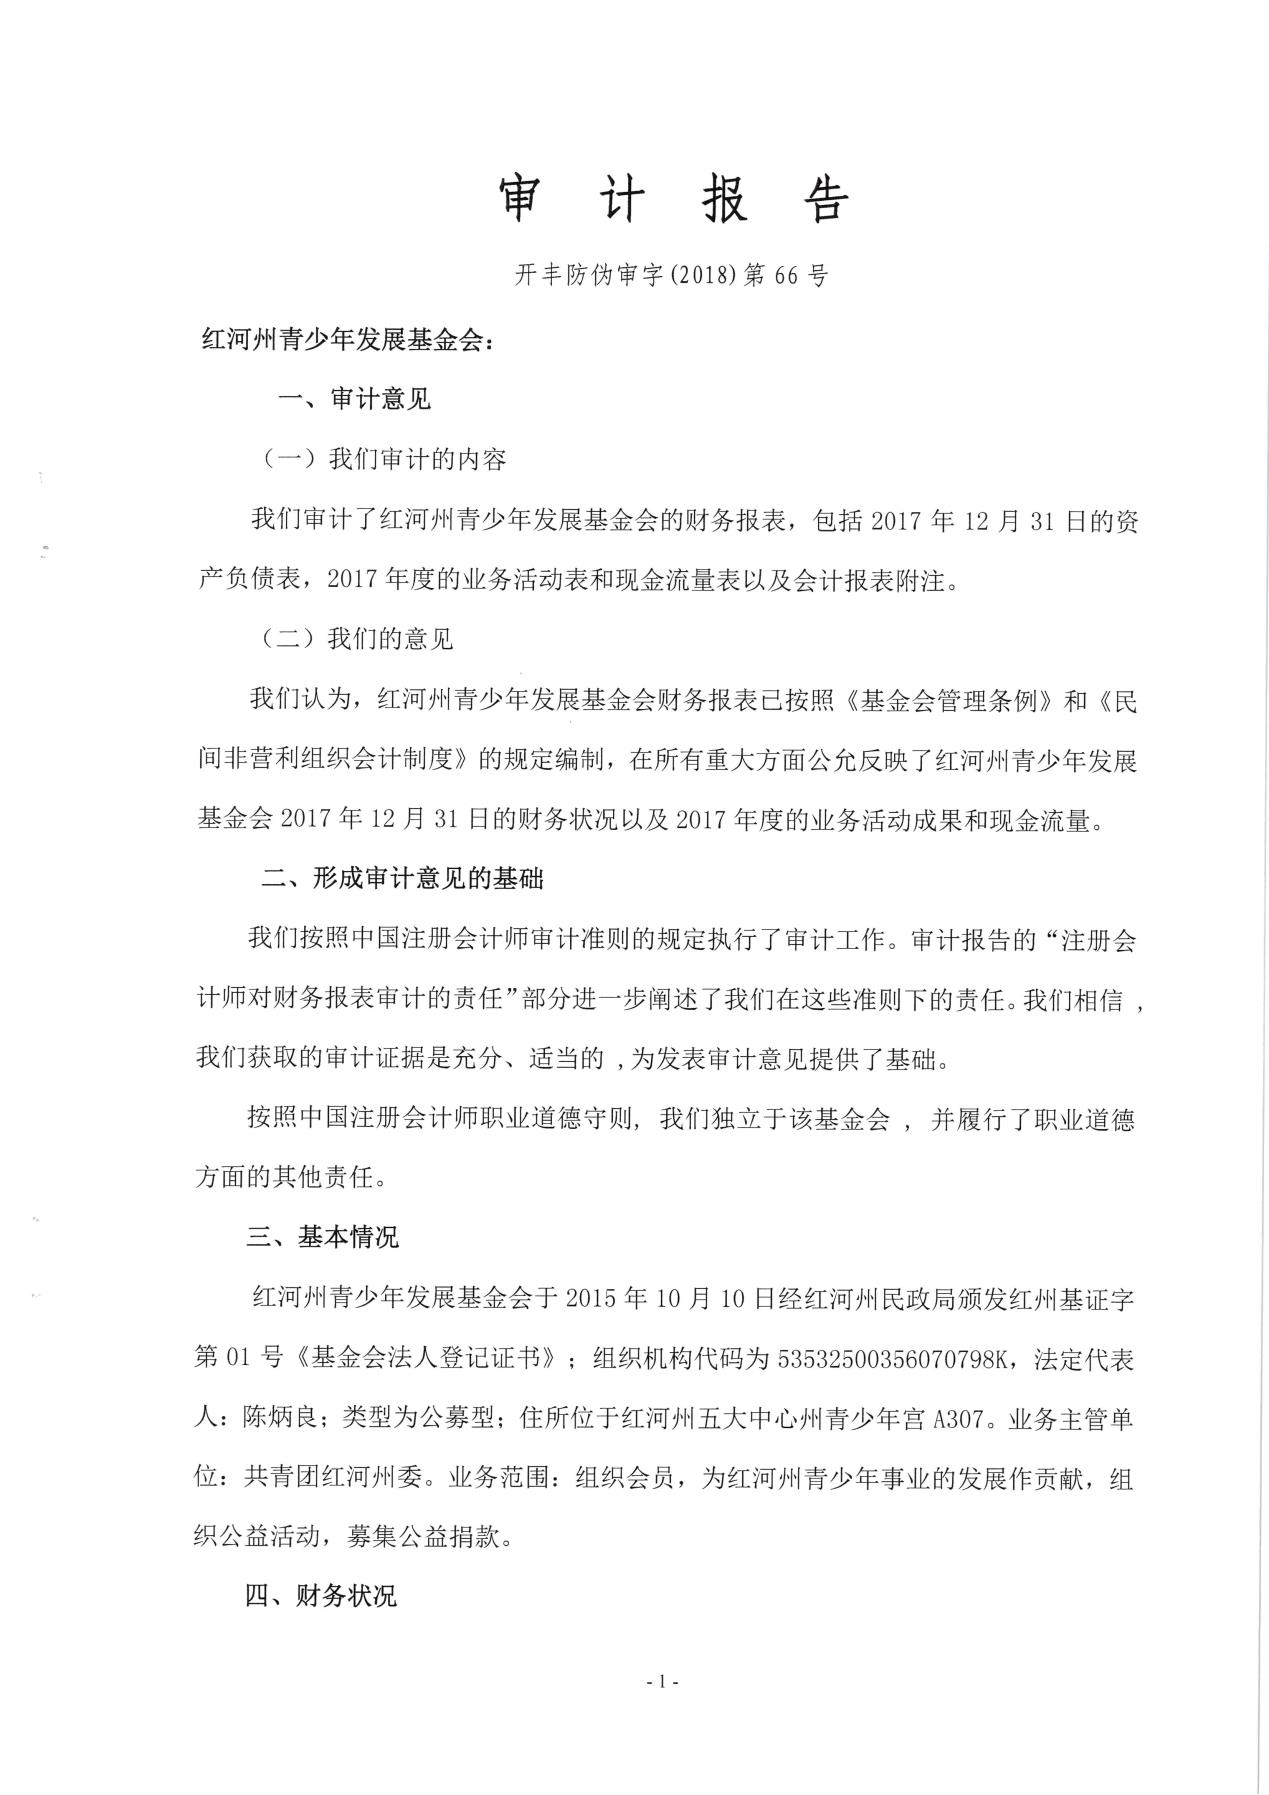 审 计 报 告
开丰防伪审字(2018)第 66 号
红河州青少年发展基金会：
一、审计意见
（一）我们审计的内容
我们审计了红河州青少年发展基金会的财务报表，包括 2017 年 12 月 31 日的资
产负债表，2017 年度的业务活动表和现金流量表以及会计报表附注。
（二）我们的意见
我们认为，红河州青少年发展基金会财务报表已按照《基金会管理条例》和《民
间非营利组织会计制度》的规定编制，在所有重大方面公允反映了红河州青少年发展
基金会 2017 年 12 月 31 日的财务状况以及 2017 年度的业务活动成果和现金流量。
二、形成审计意见的基础
我们按照中国注册会计师审计准则的规定执行了审计工作。审计报告的“注册会
计师对财务报表审计的责任”部分进一步阐述了我们在这些准则下的责任。我们相信 ,
我们获取的审计证据是充分、适当的 ,为发表审计意见提供了基础。
按照中国注册会计师职业道德守则, 我们独立于该基金会 , 并履行了职业道德
方面的其他责任。
三、基本情况
红河州青少年发展基金会于 2015 年 10 月 10 日经红河州民政局颁发红州基证字
第 01 号《基金会法人登记证书》；组织机构代码为 53532500356070798K，法定代表
人：陈炳良；类型为公募型；住所位于红河州五大中心州青少年宫 A307。业务主管单
位：共青团红河州委。业务范围：组织会员，为红河州青少年事业的发展作贡献，组
织公益活动，募集公益捐款。
四、财务状况
- 1 -